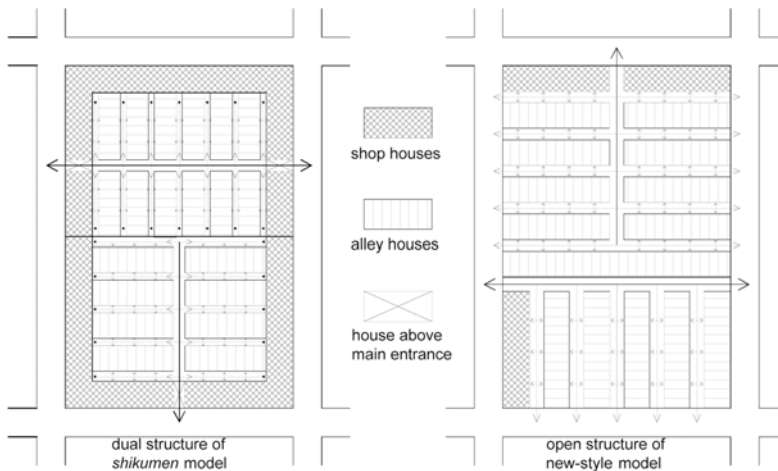 shop houses
alley houses
house above
main entrance
dual structure of
shikumen model
open structure of
new-style model